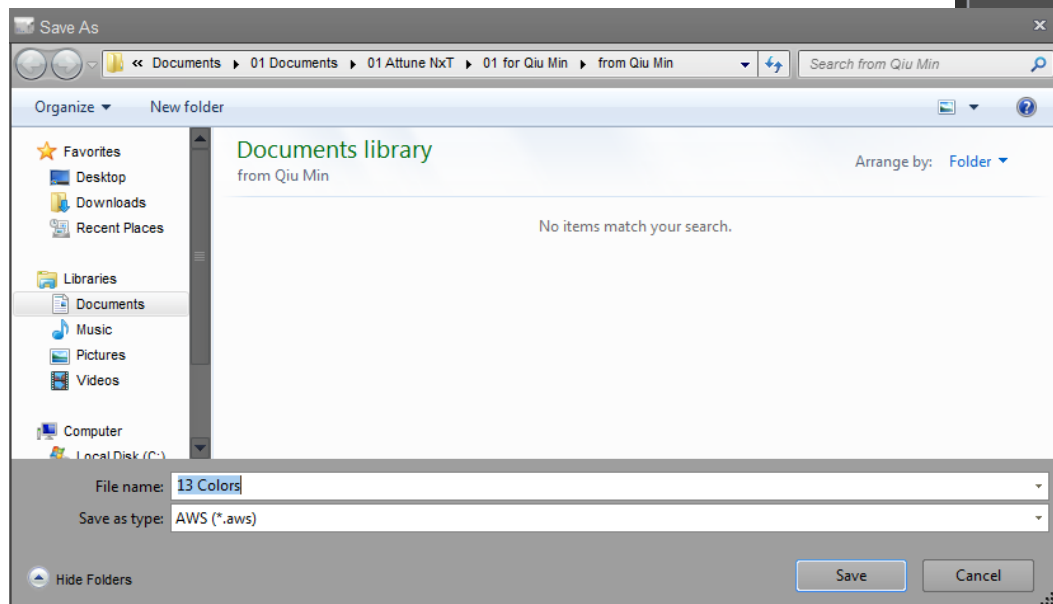 Save As
« Documents ▸ 01 Documents ▸ 01 Attune NxT ▸ 01 for Qiu Min ▸ from Qiu Min
Search from Qiu Min
Organize ▾ New folder
Favorites
Desktop
Downloads
Recent Places
Libraries
Documents
Music
Pictures
Videos
Computer
Local Disk (C:)
Documents library
from Qiu Min
Arrange by: Folder ▾
No items match your search.
File name: 13 Colors
Save as type: AWS (*.aws)
Hide Folders
Save
Cancel